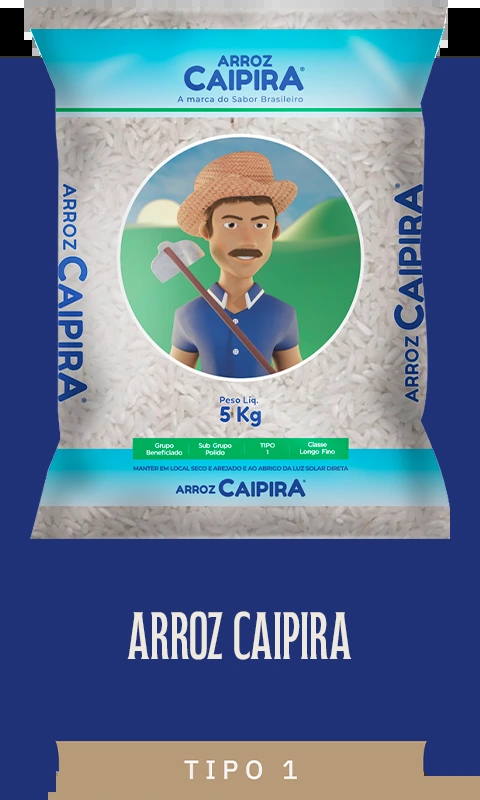 ARROZ
CAIPIRA®
A marca do Sabor Brasileiro
ARROZ CAIPIRA®
ARROZ CAIPIRA®
Peso Líq.
5 Kg
Grupo Beneficiado
Sub Grupo Polido
TIPO 1
Classe Longo Fino
MANTER EM LOCAL SECO E AREJADO E AO ABRIGO DA LUZ SOLAR DIRETA
ARROZ CAIPIRA®
ARROZ CAIPIRA
TIPO 1